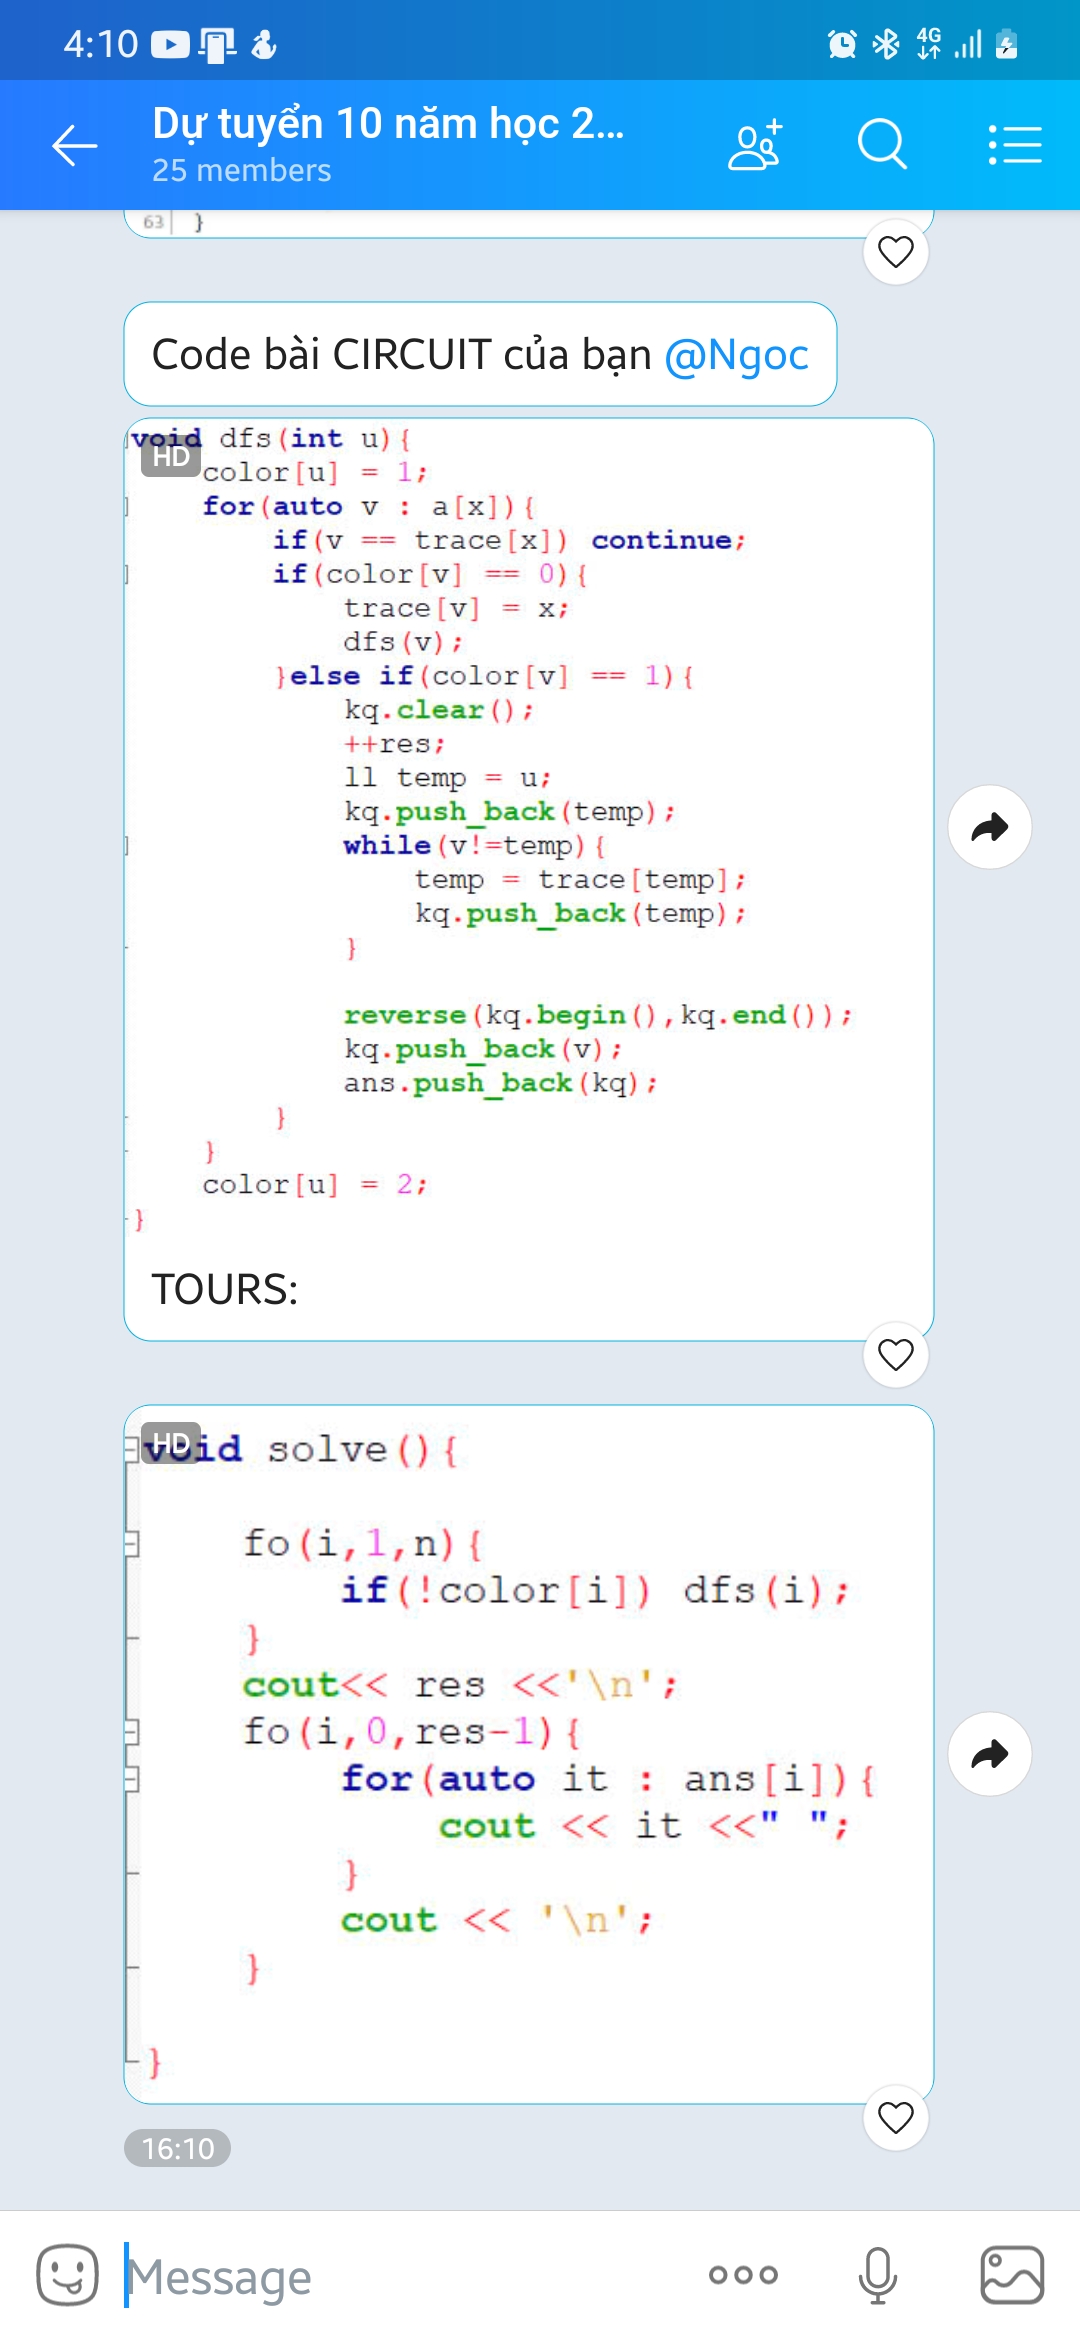 4:10
4G
Dự tuyển 10 năm học 2...
25 members
63 }
Code bài CIRCUIT của bạn @Ngoc
HD
void dfs(int u){
color[u] = 1;
for(auto v : a[x]){
if(v == trace[x]) continue;
if(color[v] == 0){
trace[v] = x;
dfs(v);
}else if(color[v] == 1){
kq.clear();
++res;
ll temp = u;
kq.push_back(temp);
while(v!=temp){
temp = trace[temp];
kq.push_back(temp);
}
reverse(kq.begin(),kq.end());
kq.push_back(v);
ans.push_back(kq);
}
}
color[u] = 2;
}
TOURS:
HD
void solve(){
fo(i,1,n){
if(!color[i]) dfs(i);
}
cout<< res <<'\n';
fo(i,0,res-1){
for(auto it : ans[i]){
cout << it <<" ";
}
cout << '\n';
}
}
16:10
Message